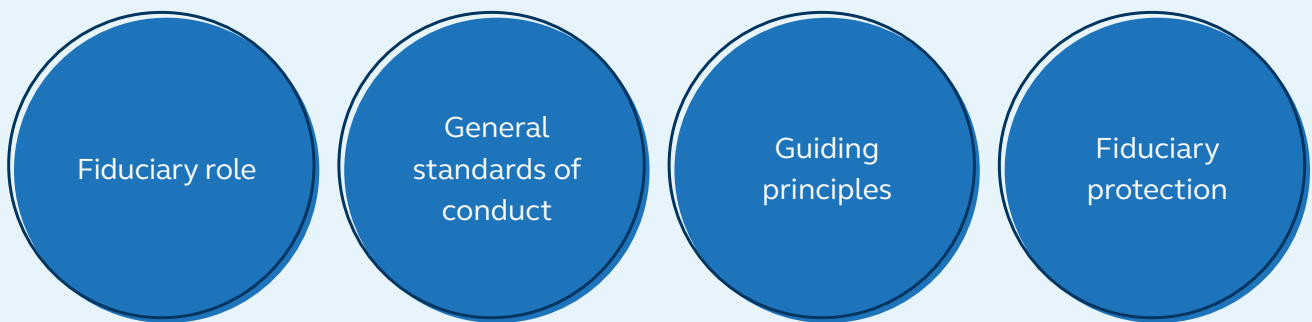 Fiduciary role
General
standards of
conduct
Guiding
principles
Fiduciary
protection